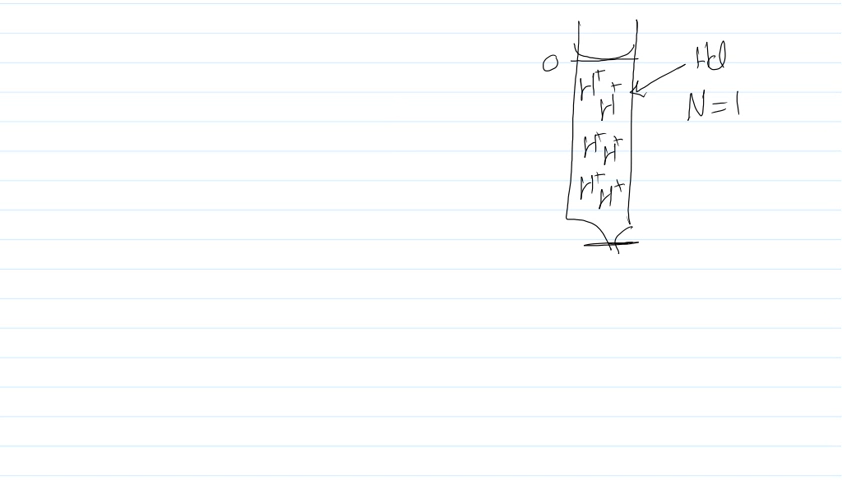 0
HCl
H⁺ H⁺
N = 1
H⁺ H⁺
H⁺ H⁺